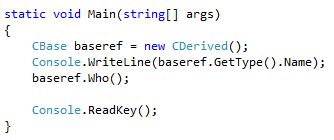 static void Main(string[] args)
{
    CBase baseref = new CDerived();
    Console.WriteLine(baseref.GetType().Name);
    baseref.Who();

    Console.ReadKey();
}